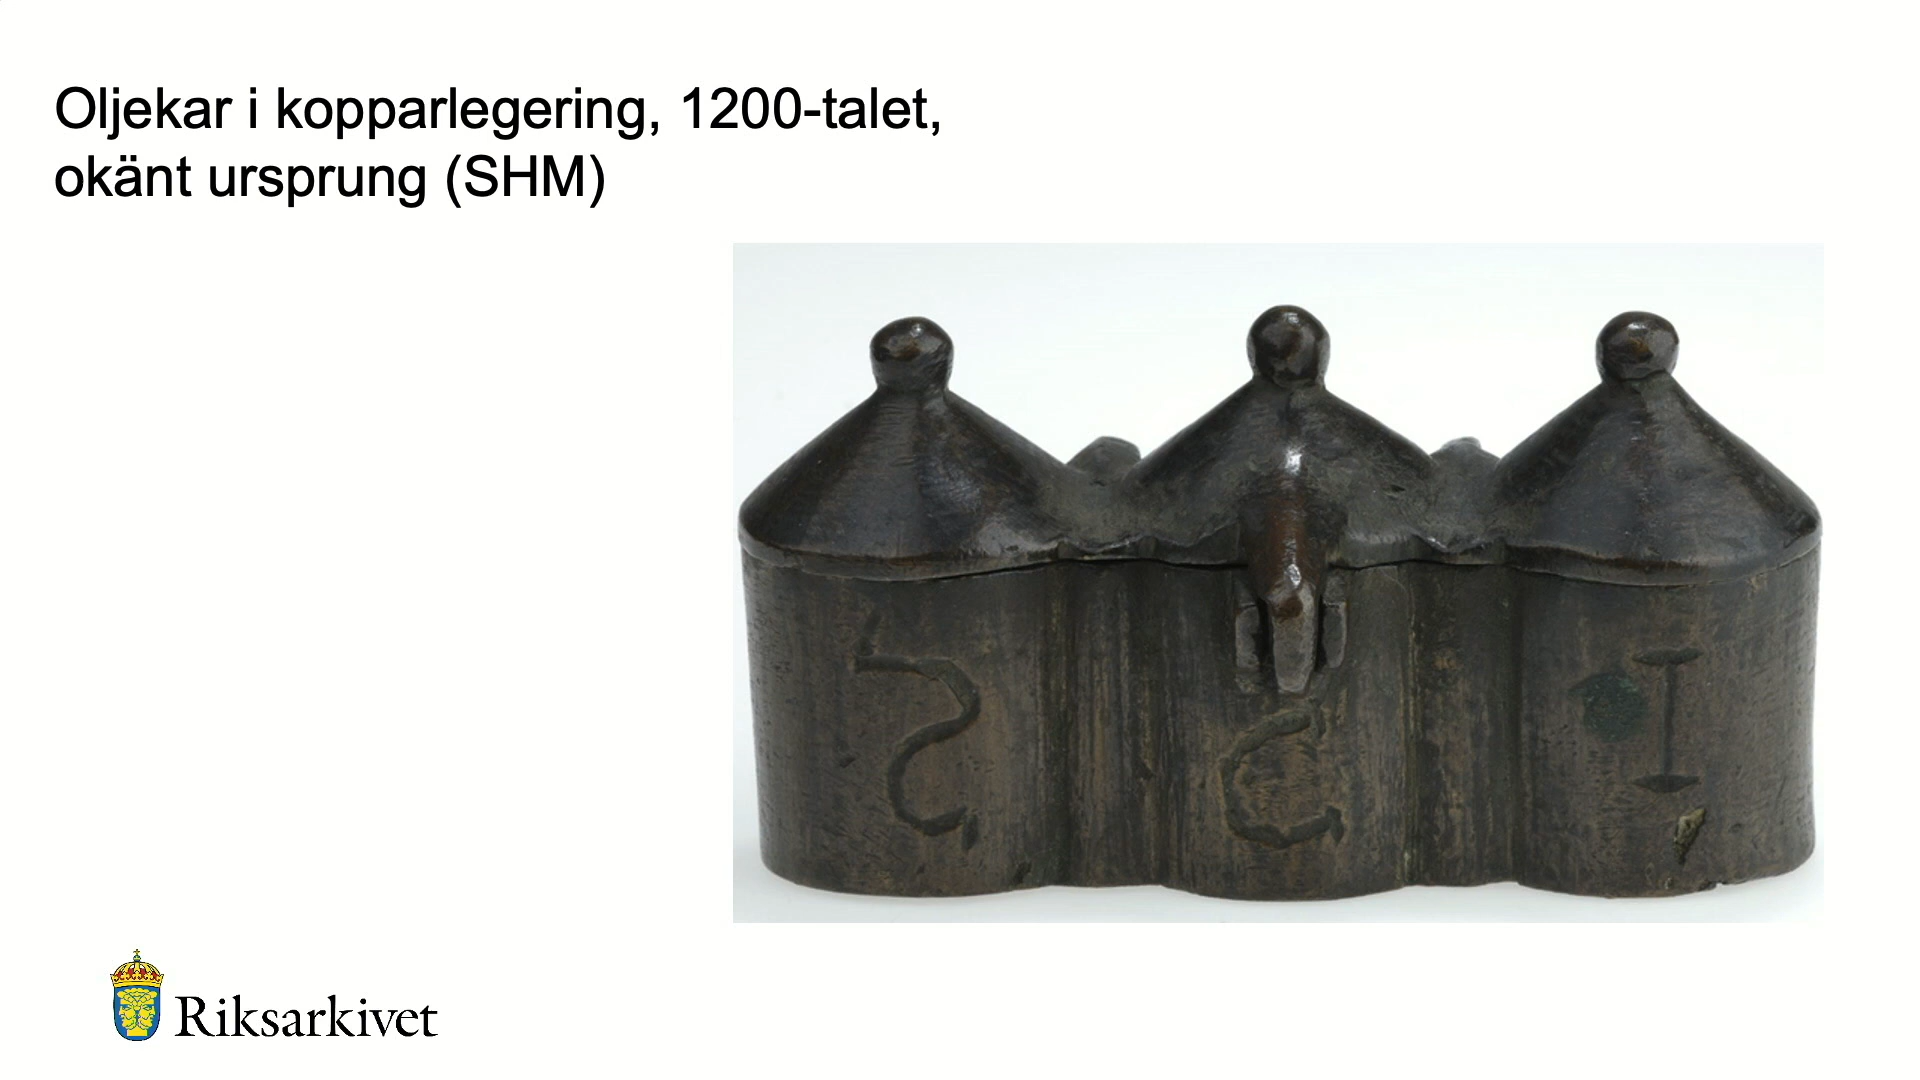 Oljekar i kopparlegering, 1200-talet,
okänt ursprung (SHM)
S C I
Riksarkivet